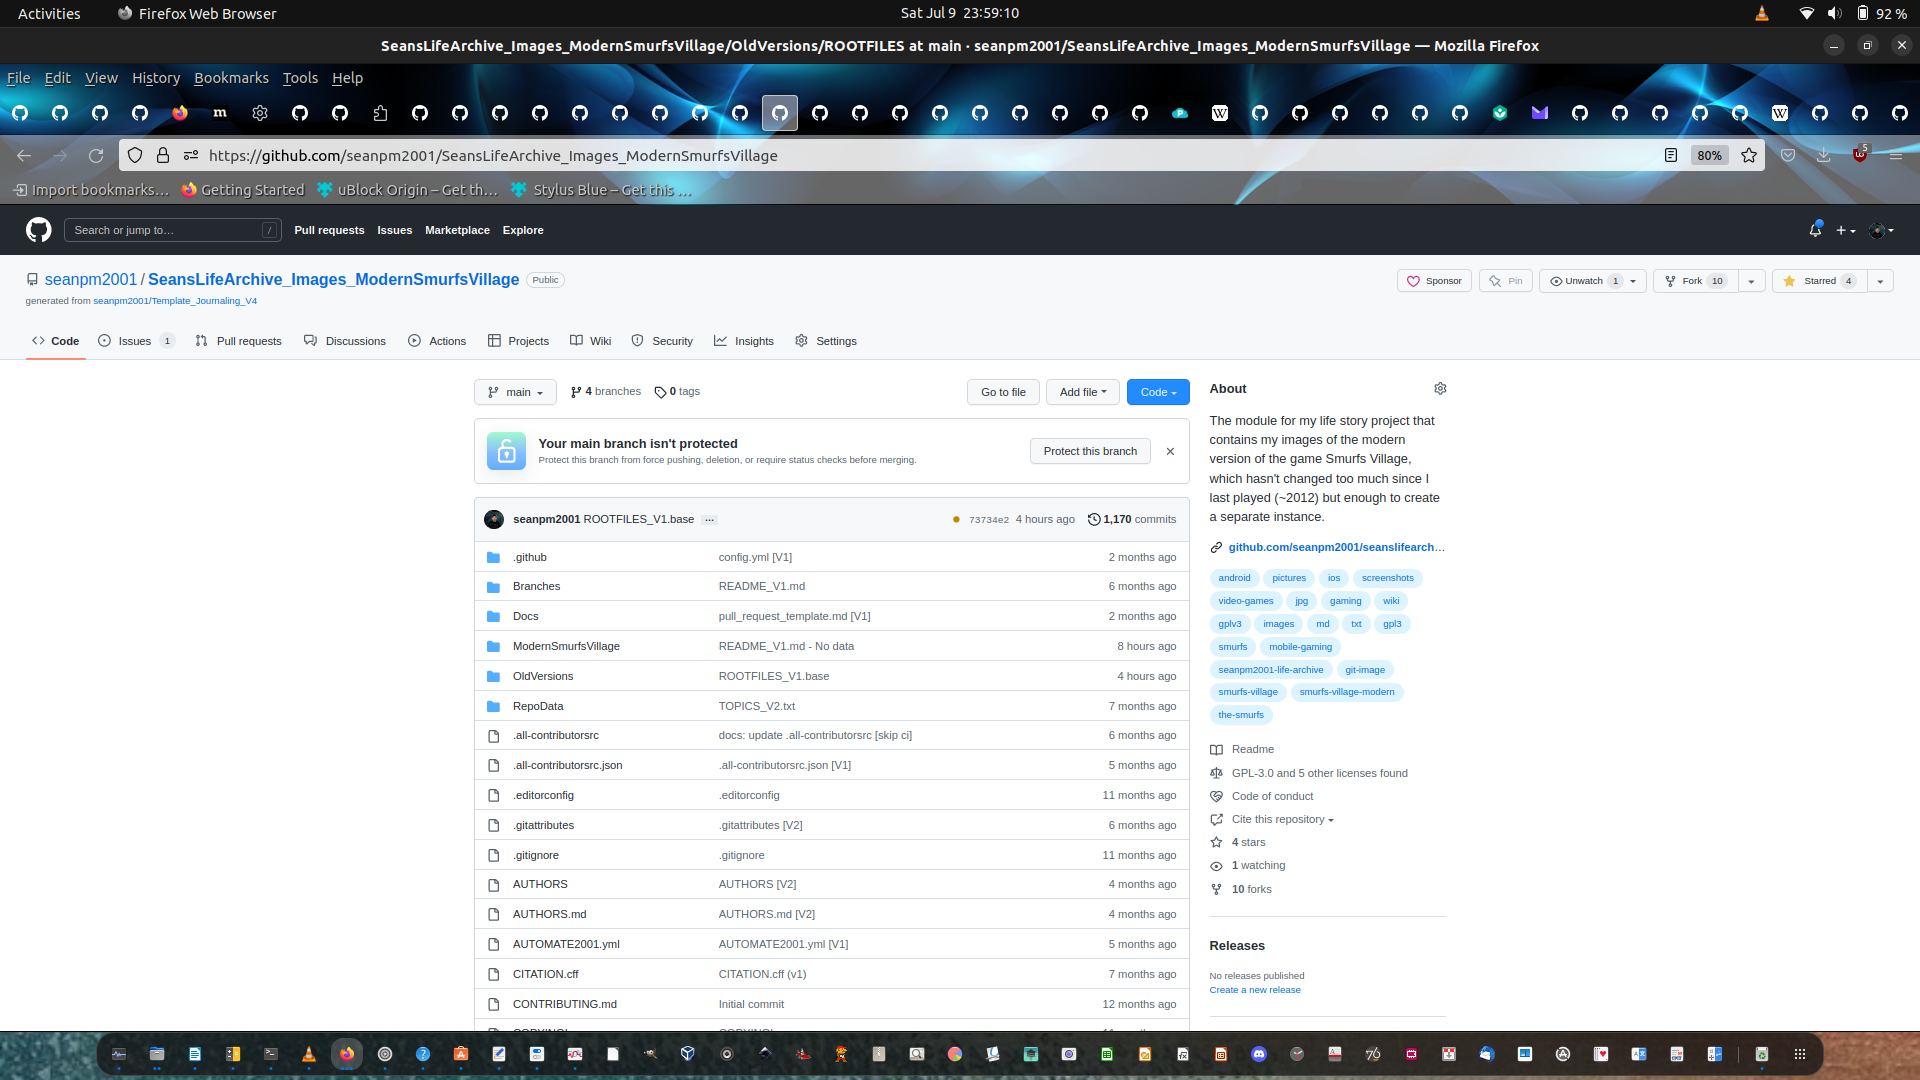 Activities
Firefox Web Browser
Sat Jul 9 23:59:10
92 %
SeansLifeArchive_Images_ModernSmurfsVillage/OldVersions/ROOTFILES at main · seanpm2001/SeansLifeArchive_Images_ModernSmurfsVillage — Mozilla Firefox
File Edit View History Bookmarks Tools Help
https://github.com/seanpm2001/SeansLifeArchive_Images_ModernSmurfsVillage
80%
5
Import bookmarks…
Getting Started
uBlock Origin – Get th…
Stylus Blue – Get this …
Search or jump to…
/
Pull requests Issues Marketplace Explore
seanpm2001 / SeansLifeArchive_Images_ModernSmurfsVillage Public
generated from seanpm2001/Template_Journaling_V4
Sponsor
Pin
Unwatch 1
Fork 10
Starred 4
Code
Issues 1
Pull requests
Discussions
Actions
Projects
Wiki
Security
Insights
Settings
main
4 branches
0 tags
Go to file
Add file
Code
Your main branch isn't protected
Protect this branch from force pushing, deletion, or require status checks before merging.
Protect this branch
seanpm2001 ROOTFILES_V1.base ... 73734e2 4 hours ago 1,170 commits
.github config.yml [V1] 2 months ago
Branches README_V1.md 6 months ago
Docs pull_request_template.md [V1] 2 months ago
ModernSmurfsVillage README_V1.md - No data 8 hours ago
OldVersions ROOTFILES_V1.base 4 hours ago
RepoData TOPICS_V2.txt 7 months ago
.all-contributorsrc docs: update .all-contributorsrc [skip ci] 6 months ago
.all-contributorsrc.json .all-contributorsrc.json [V1] 5 months ago
.editorconfig .editorconfig 11 months ago
.gitattributes .gitattributes [V2] 6 months ago
.gitignore .gitignore 11 months ago
AUTHORS AUTHORS [V2] 4 months ago
AUTHORS.md AUTHORS.md [V2] 4 months ago
AUTOMATE2001.yml AUTOMATE2001.yml [V1] 5 months ago
CITATION.cff CITATION.cff (v1) 7 months ago
CONTRIBUTING.md Initial commit 12 months ago
About
The module for my life story project that
contains my images of the modern
version of the game Smurfs Village,
which hasn't changed too much since I
last played (~2012) but enough to create
a separate instance.
github.com/seanpm2001/seanslifearch…
android pictures ios screenshots
video-games jpg gaming wiki
gplv3 images md txt gpl3
smurfs mobile-gaming
seanpm2001-life-archive git-image
smurfs-village smurfs-village-modern
the-smurfs
Readme
GPL-3.0 and 5 other licenses found
Code of conduct
Cite this repository
4 stars
1 watching
10 forks
Releases
No releases published
Create a new release